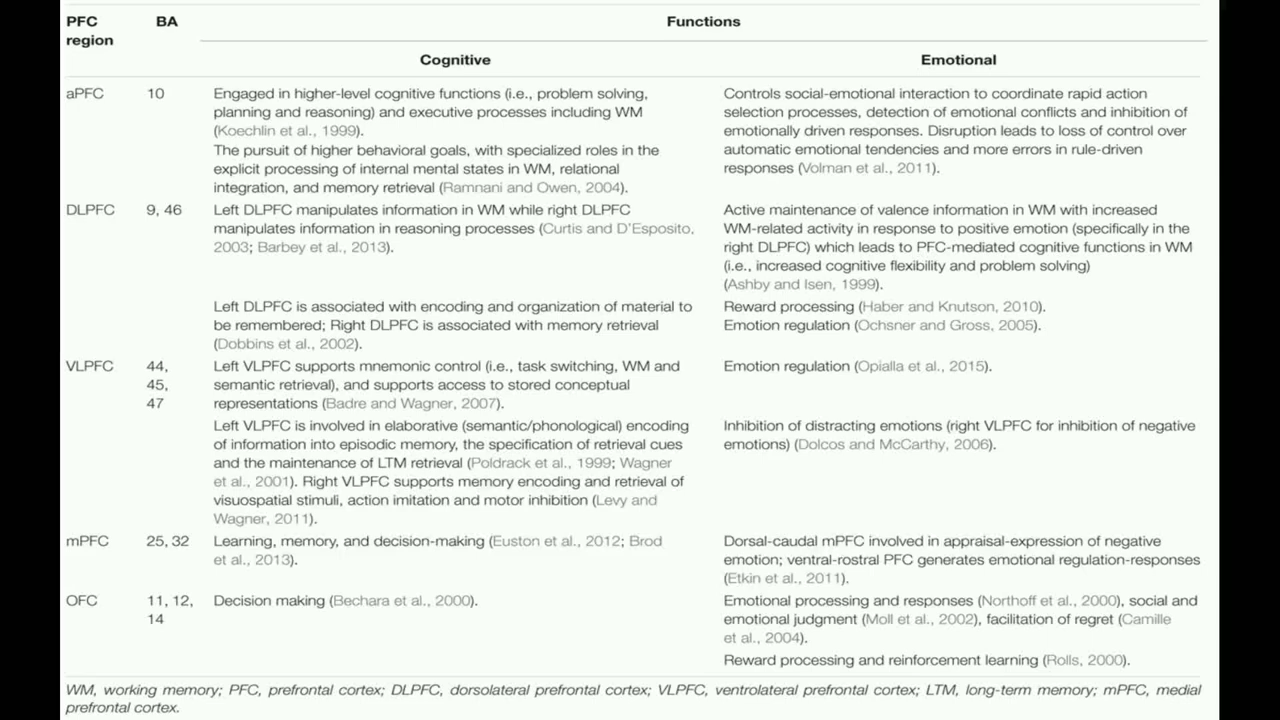 PFC region BA Functions
Cognitive Emotional
aPFC 10
Engaged in higher-level cognitive functions (i.e., problem solving,
planning and reasoning) and executive processes including WM
(Koechlin et al., 1999).
The pursuit of higher behavioral goals, with specialized roles in the
explicit processing of internal mental states in WM, relational
integration, and memory retrieval (Ramnani and Owen, 2004).
Controls social-emotional interaction to coordinate rapid action
selection processes, detection of emotional conflicts and inhibition of
emotionally driven responses. Disruption leads to loss of control over
automatic emotional tendencies and more errors in rule-driven
responses (Volman et al., 2011).
DLPFC 9, 46
Left DLPFC manipulates information in WM while right DLPFC
manipulates information in reasoning processes (Curtis and D'Esposito,
2003; Barbey et al., 2013).
Active maintenance of valence information in WM with increased
WM-related activity in response to positive emotion (specifically in the
right DLPFC) which leads to PFC-mediated cognitive functions in WM
(i.e., increased cognitive flexibility and problem solving)
(Ashby and Isen, 1999).
Left DLPFC is associated with encoding and organization of material to
be remembered; Right DLPFC is associated with memory retrieval
(Dobbins et al., 2002).
Reward processing (Haber and Knutson, 2010).
Emotion regulation (Ochsner and Gross, 2005).
VLPFC 44,
45,
47
Left VLPFC supports mnemonic control (i.e., task switching, WM and
semantic retrieval), and supports access to stored conceptual
representations (Badre and Wagner, 2007).
Emotion regulation (Opialla et al., 2015).
Left VLPFC is involved in elaborative (semantic/phonological) encoding
of information into episodic memory, the specification of retrieval cues
and the maintenance of LTM retrieval (Poldrack et al., 1999; Wagner
et al., 2001). Right VLPFC supports memory encoding and retrieval of
visuospatial stimuli, action imitation and motor inhibition (Levy and
Wagner, 2011).
Inhibition of distracting emotions (right VLPFC for inhibition of negative
emotions) (Dolcos and McCarthy, 2006).
mPFC 25, 32
Learning, memory, and decision-making (Euston et al., 2012; Brod
et al., 2013).
Dorsal-caudal mPFC involved in appraisal-expression of negative
emotion; ventral-rostral PFC generates emotional regulation-responses
(Etkin et al., 2011).
OFC 11, 12,
14
Decision making (Bechara et al., 2000).
Emotional processing and responses (Northoff et al., 2000), social and
emotional judgment (Moll et al., 2002), facilitation of regret (Camille
et al., 2004).
Reward processing and reinforcement learning (Rolls, 2000).
WM, working memory; PFC, prefrontal cortex; DLPFC, dorsolateral prefrontal cortex; VLPFC, ventrolateral prefrontal cortex; LTM, long-term memory; mPFC, medial
prefrontal cortex.